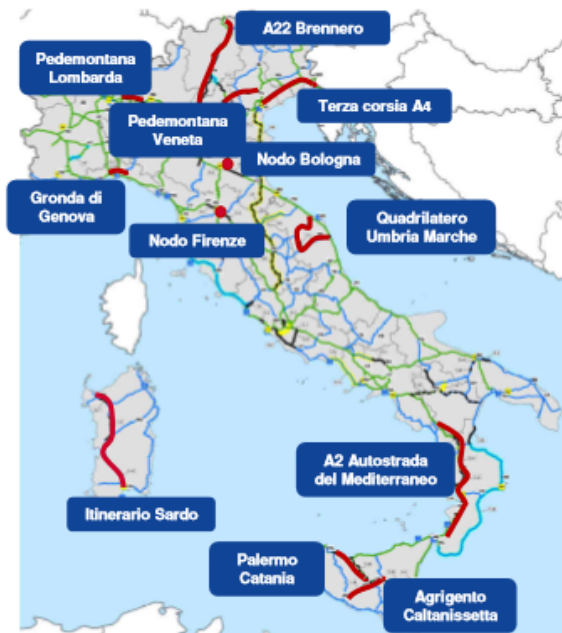 A22 Brennero
Pedemontana
Lombarda
Terza corsia A4
Pedemontana
Veneta
Nodo Bologna
Gronda di
Genova
Quadrilatero
Umbria Marche
Nodo Firenze
A2 Autostrada
del Mediterraneo
Itinerario Sardo
Palermo
Catania
Agrigento
Caltanissetta